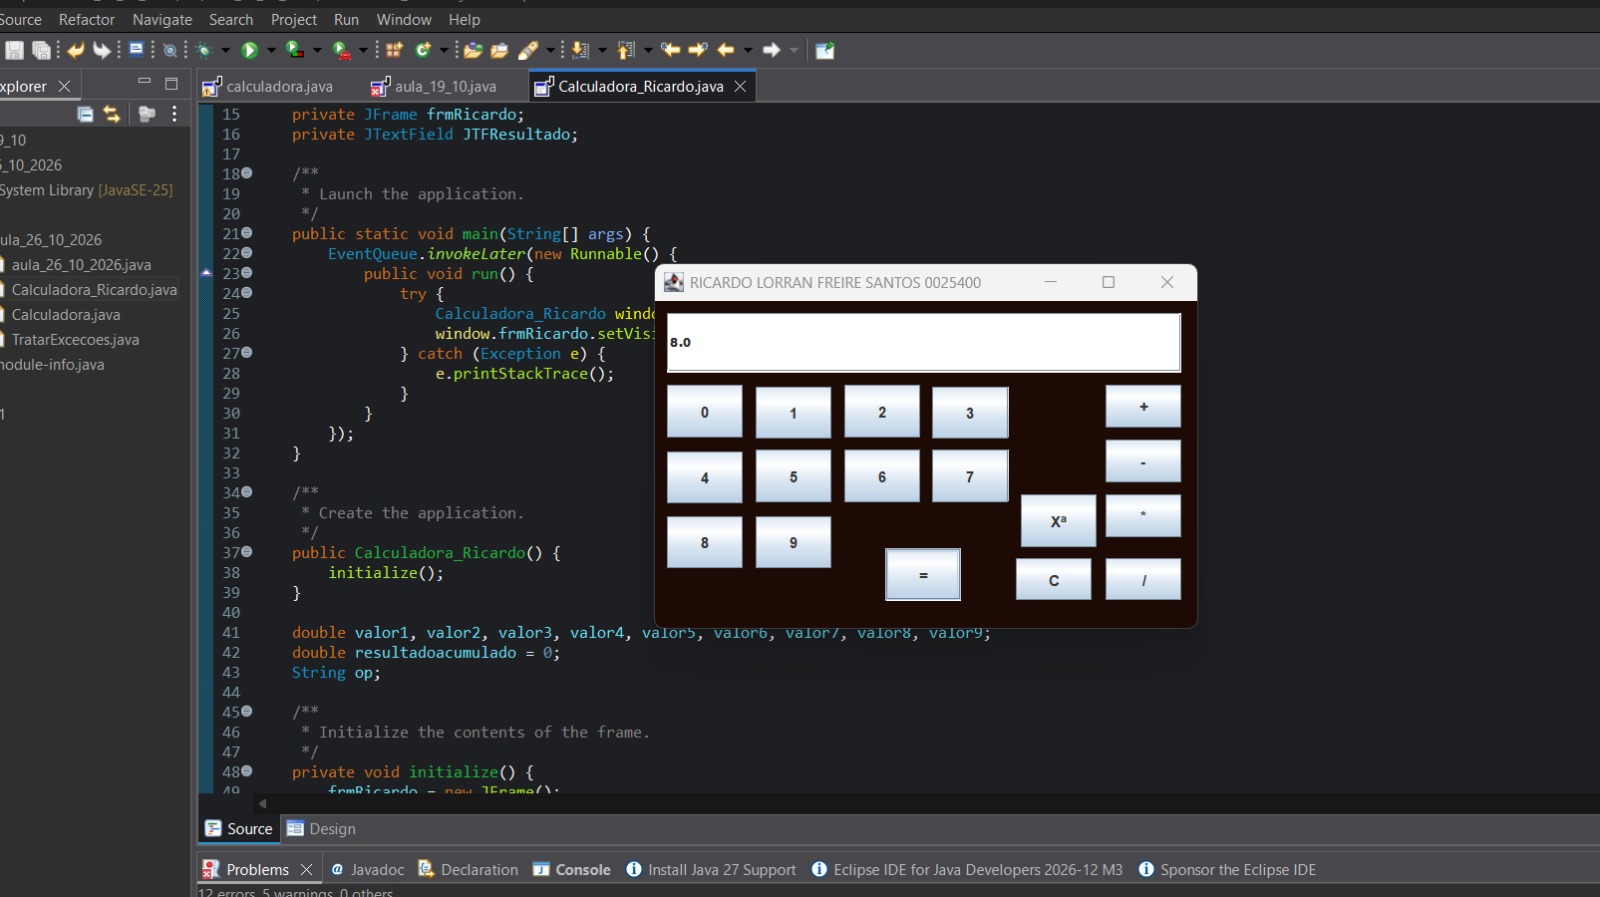 Source Refactor Navigate Search Project Run Window Help
xplorer
calculadora.java aula_19_10.java Calculadora_Ricardo.java
9_10
5_10_2026
System Library [JavaSE-25]
ula_26_10_2026
aula_26_10_2026.java
Calculadora_Ricardo.java
Calculadora.java
TratarExcecoes.java
nodule-info.java
1
15 private JFrame frmRicardo;
16 private JTextField JTFResultado;
17
18 /**
19 * Launch the application.
20 */
21 public static void main(String[] args) {
22 EventQueue.invokeLater(new Runnable() {
23 public void run() {
24 try {
25 Calculadora_Ricardo windo
26 window.frmRicardo.setVisi
27 } catch (Exception e) {
28 e.printStackTrace();
29 }
30 }
31 });
32 }
33
34 /**
35 * Create the application.
36 */
37 public Calculadora_Ricardo() {
38 initialize();
39 }
40
41 double valor1, valor2, valor3, valor4, valor5, valor6, valor7, valor8, valor9;
42 double resultadoacumulado = 0;
43 String op;
44
45 /**
46 * Initialize the contents of the frame.
47 */
48 private void initialize() {
49 frmRicardo = new JFrame();
RICARDO LORRAN FREIRE SANTOS 0025400
8.0
0 1 2 3 +
4 5 6 7 -
8 9 Xª *
= C /
Source Design
Problems @ Javadoc Declaration Console Install Java 27 Support Eclipse IDE for Java Developers 2026-12 M3 Sponsor the Eclipse IDE
12 errors, 5 warnings, 0 others